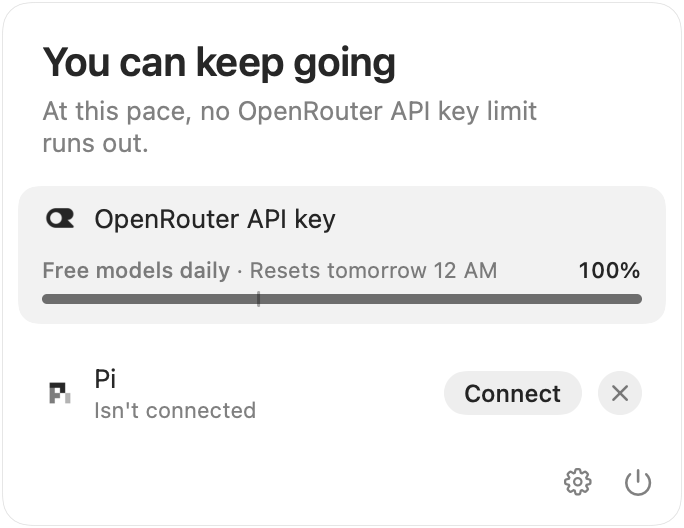 You can keep going
At this pace, no OpenRouter API key limit
runs out.
OpenRouter API key
Free models daily · Resets tomorrow 12 AM 100%
Pi
Isn't connected
Connect